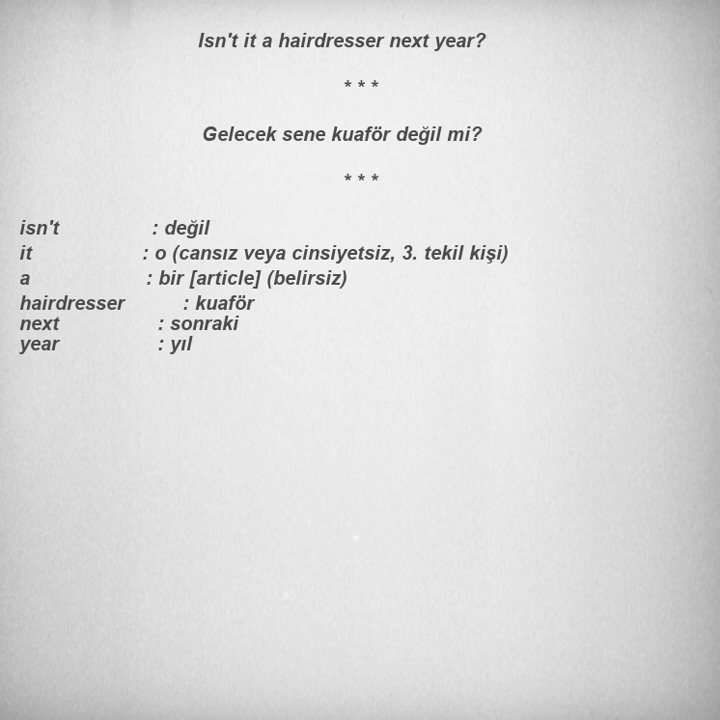 Isn't it a hairdresser next year?
* * *
Gelecek sene kuaför değil mi?
* * *
isn't : değil
it : o (cansız veya cinsiyetsiz, 3. tekil kişi)
a : bir [article] (belirsiz)
hairdresser : kuaför
next : sonraki
year : yıl